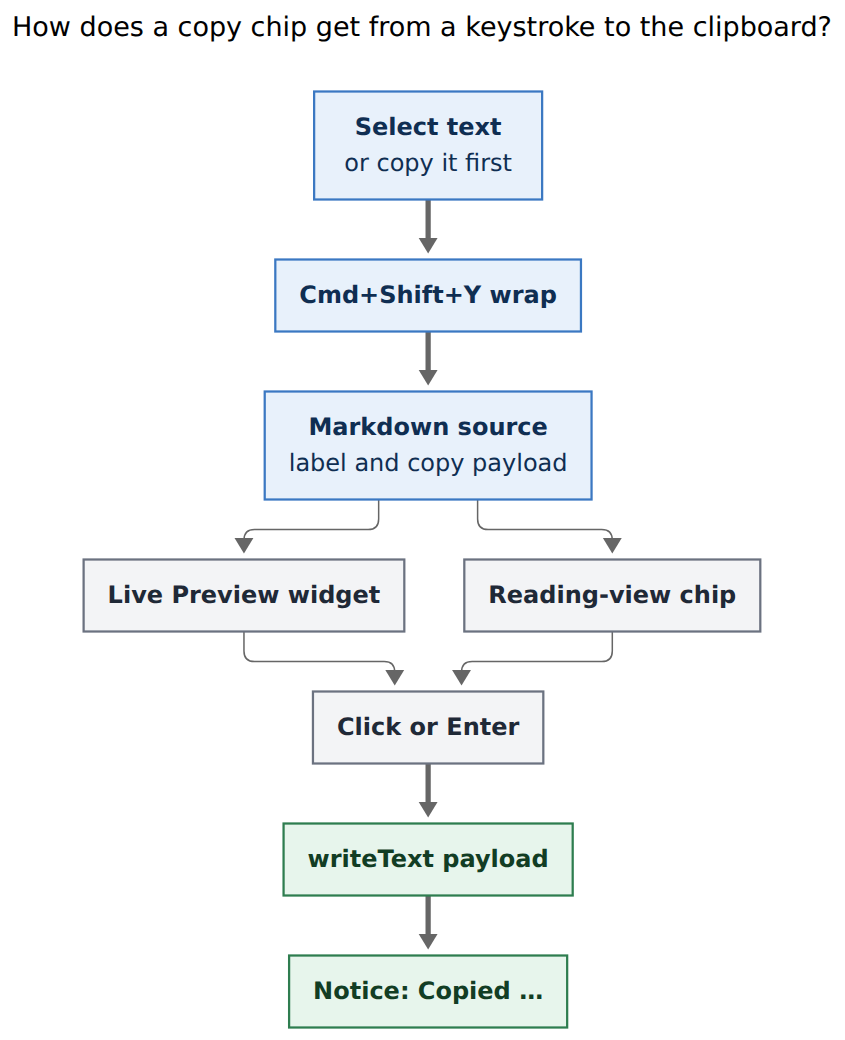 How does a copy chip get from a keystroke to the clipboard?
Select text
or copy it first
Cmd+Shift+Y wrap
Markdown source
label and copy payload
Live Preview widget
Reading-view chip
Click or Enter
writeText payload
Notice: Copied …